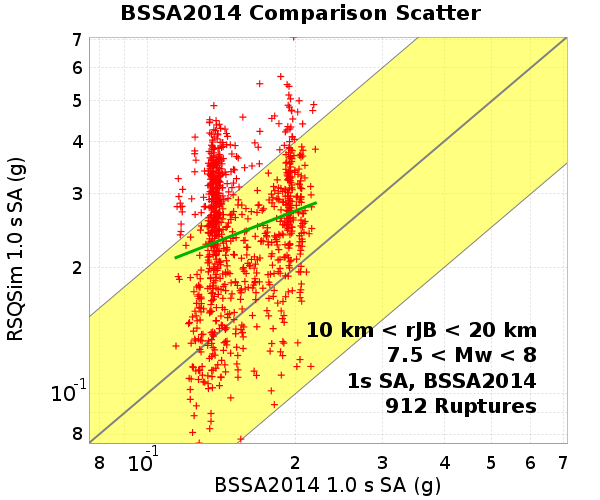 BSSA2014 Comparison Scatter
7
6
5
4
3
2
10-1
8
RSQSim 1.0 s SA (g)
10 km < rJB < 20 km
7.5 < Mw < 8
1s SA, BSSA2014
912 Ruptures
8 10-1 2 3 4 5 6 7
BSSA2014 1.0 s SA (g)